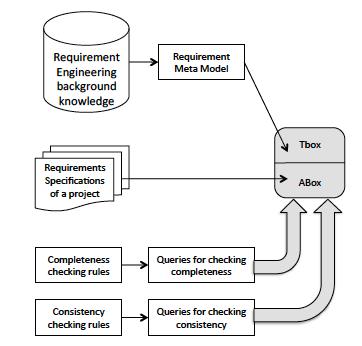 Requirement
Engineering
background
knowledge
Requirement
Meta Model
Tbox
ABox
Requirements
Specifications
of a project
Completeness
checking rules
Queries for checking
completeness
Consistency
checking rules
Queries for checking
consistency